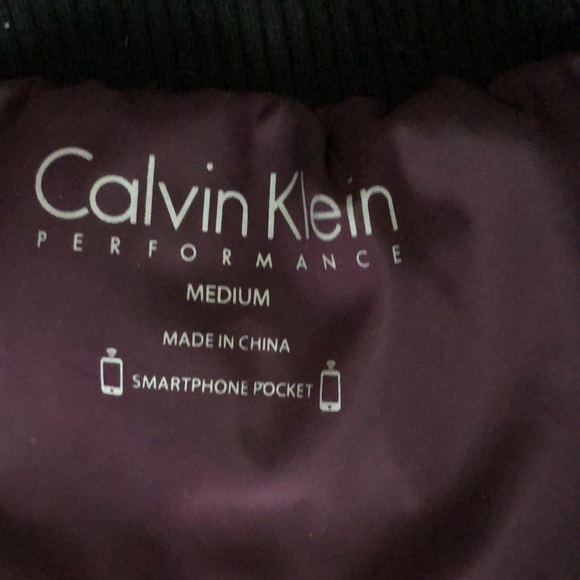 Calvin Klein
PERFORMANCE
MEDIUM
MADE IN CHINA
SMARTPHONE POCKET